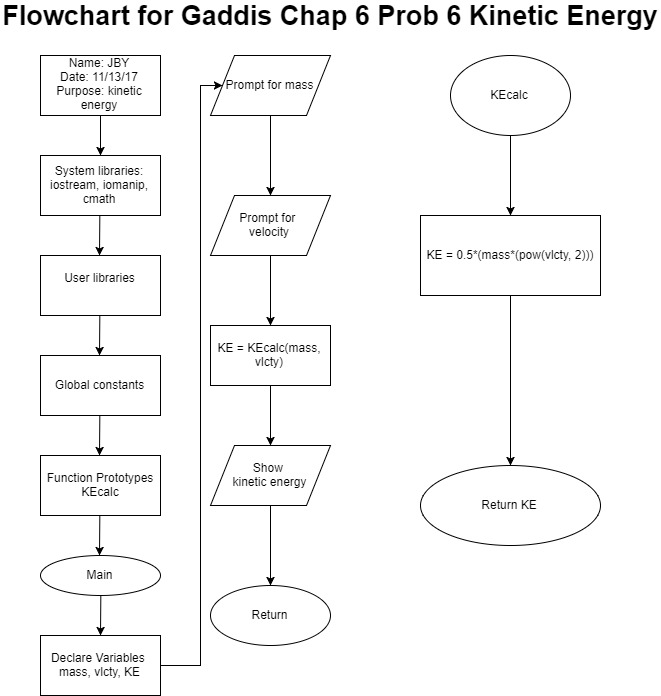 Flowchart for Gaddis Chap 6 Prob 6 Kinetic Energy
Name: JBY
Date: 11/13/17
Purpose: kinetic
energy
System libraries:
iostream, iomanip,
cmath
User libraries
Global constants
Function Prototypes
KEcalc
Main
Declare Variables
mass, vlcty, KE
Prompt for mass
Prompt for
velocity
KE = KEcalc(mass,
vlcty)
Show
kinetic energy
Return
KEcalc
KE = 0.5*(mass*(pow(vlcty, 2)))
Return KE